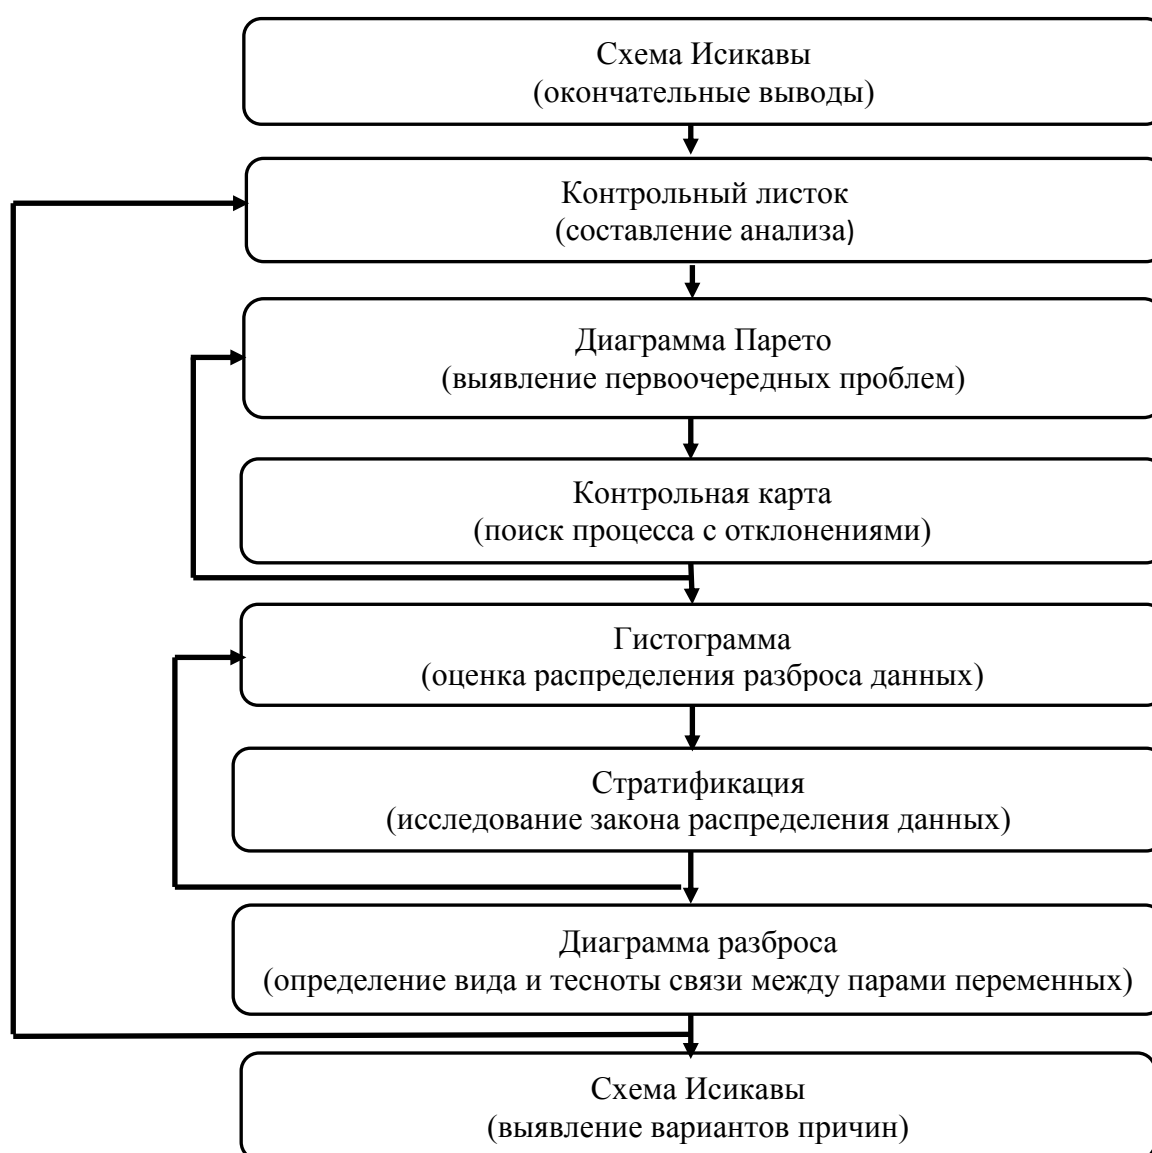 Схема Исикавы
(окончательные выводы)
Контрольный листок
(составление анализа)
Диаграмма Парето
(выявление первоочередных проблем)
Контрольная карта
(поиск процесса с отклонениями)
Гистограмма
(оценка распределения разброса данных)
Стратификация
(исследование закона распределения данных)
Диаграмма разброса
(определение вида и тесноты связи между парами переменных)
Схема Исикавы
(выявление вариантов причин)